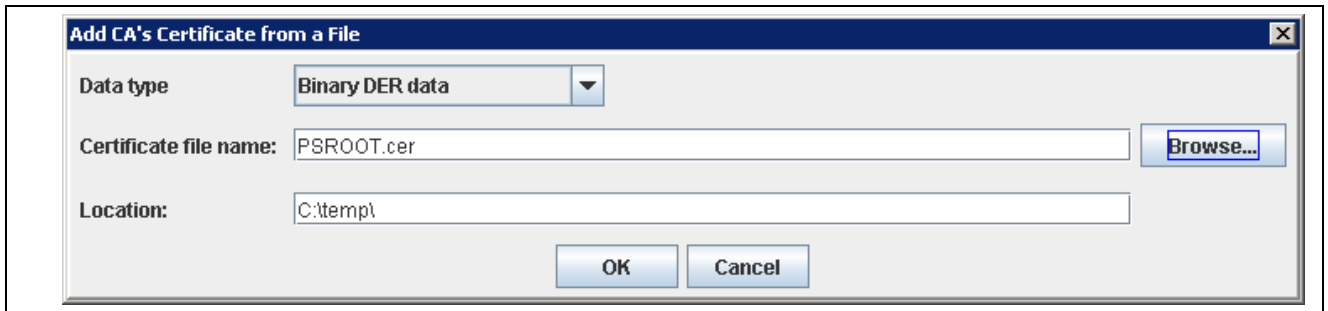 Add CA's Certificate from a File
Data type Binary DER data
Certificate file name: PSROOT.cer Browse...
Location: C:\temp\
OK Cancel